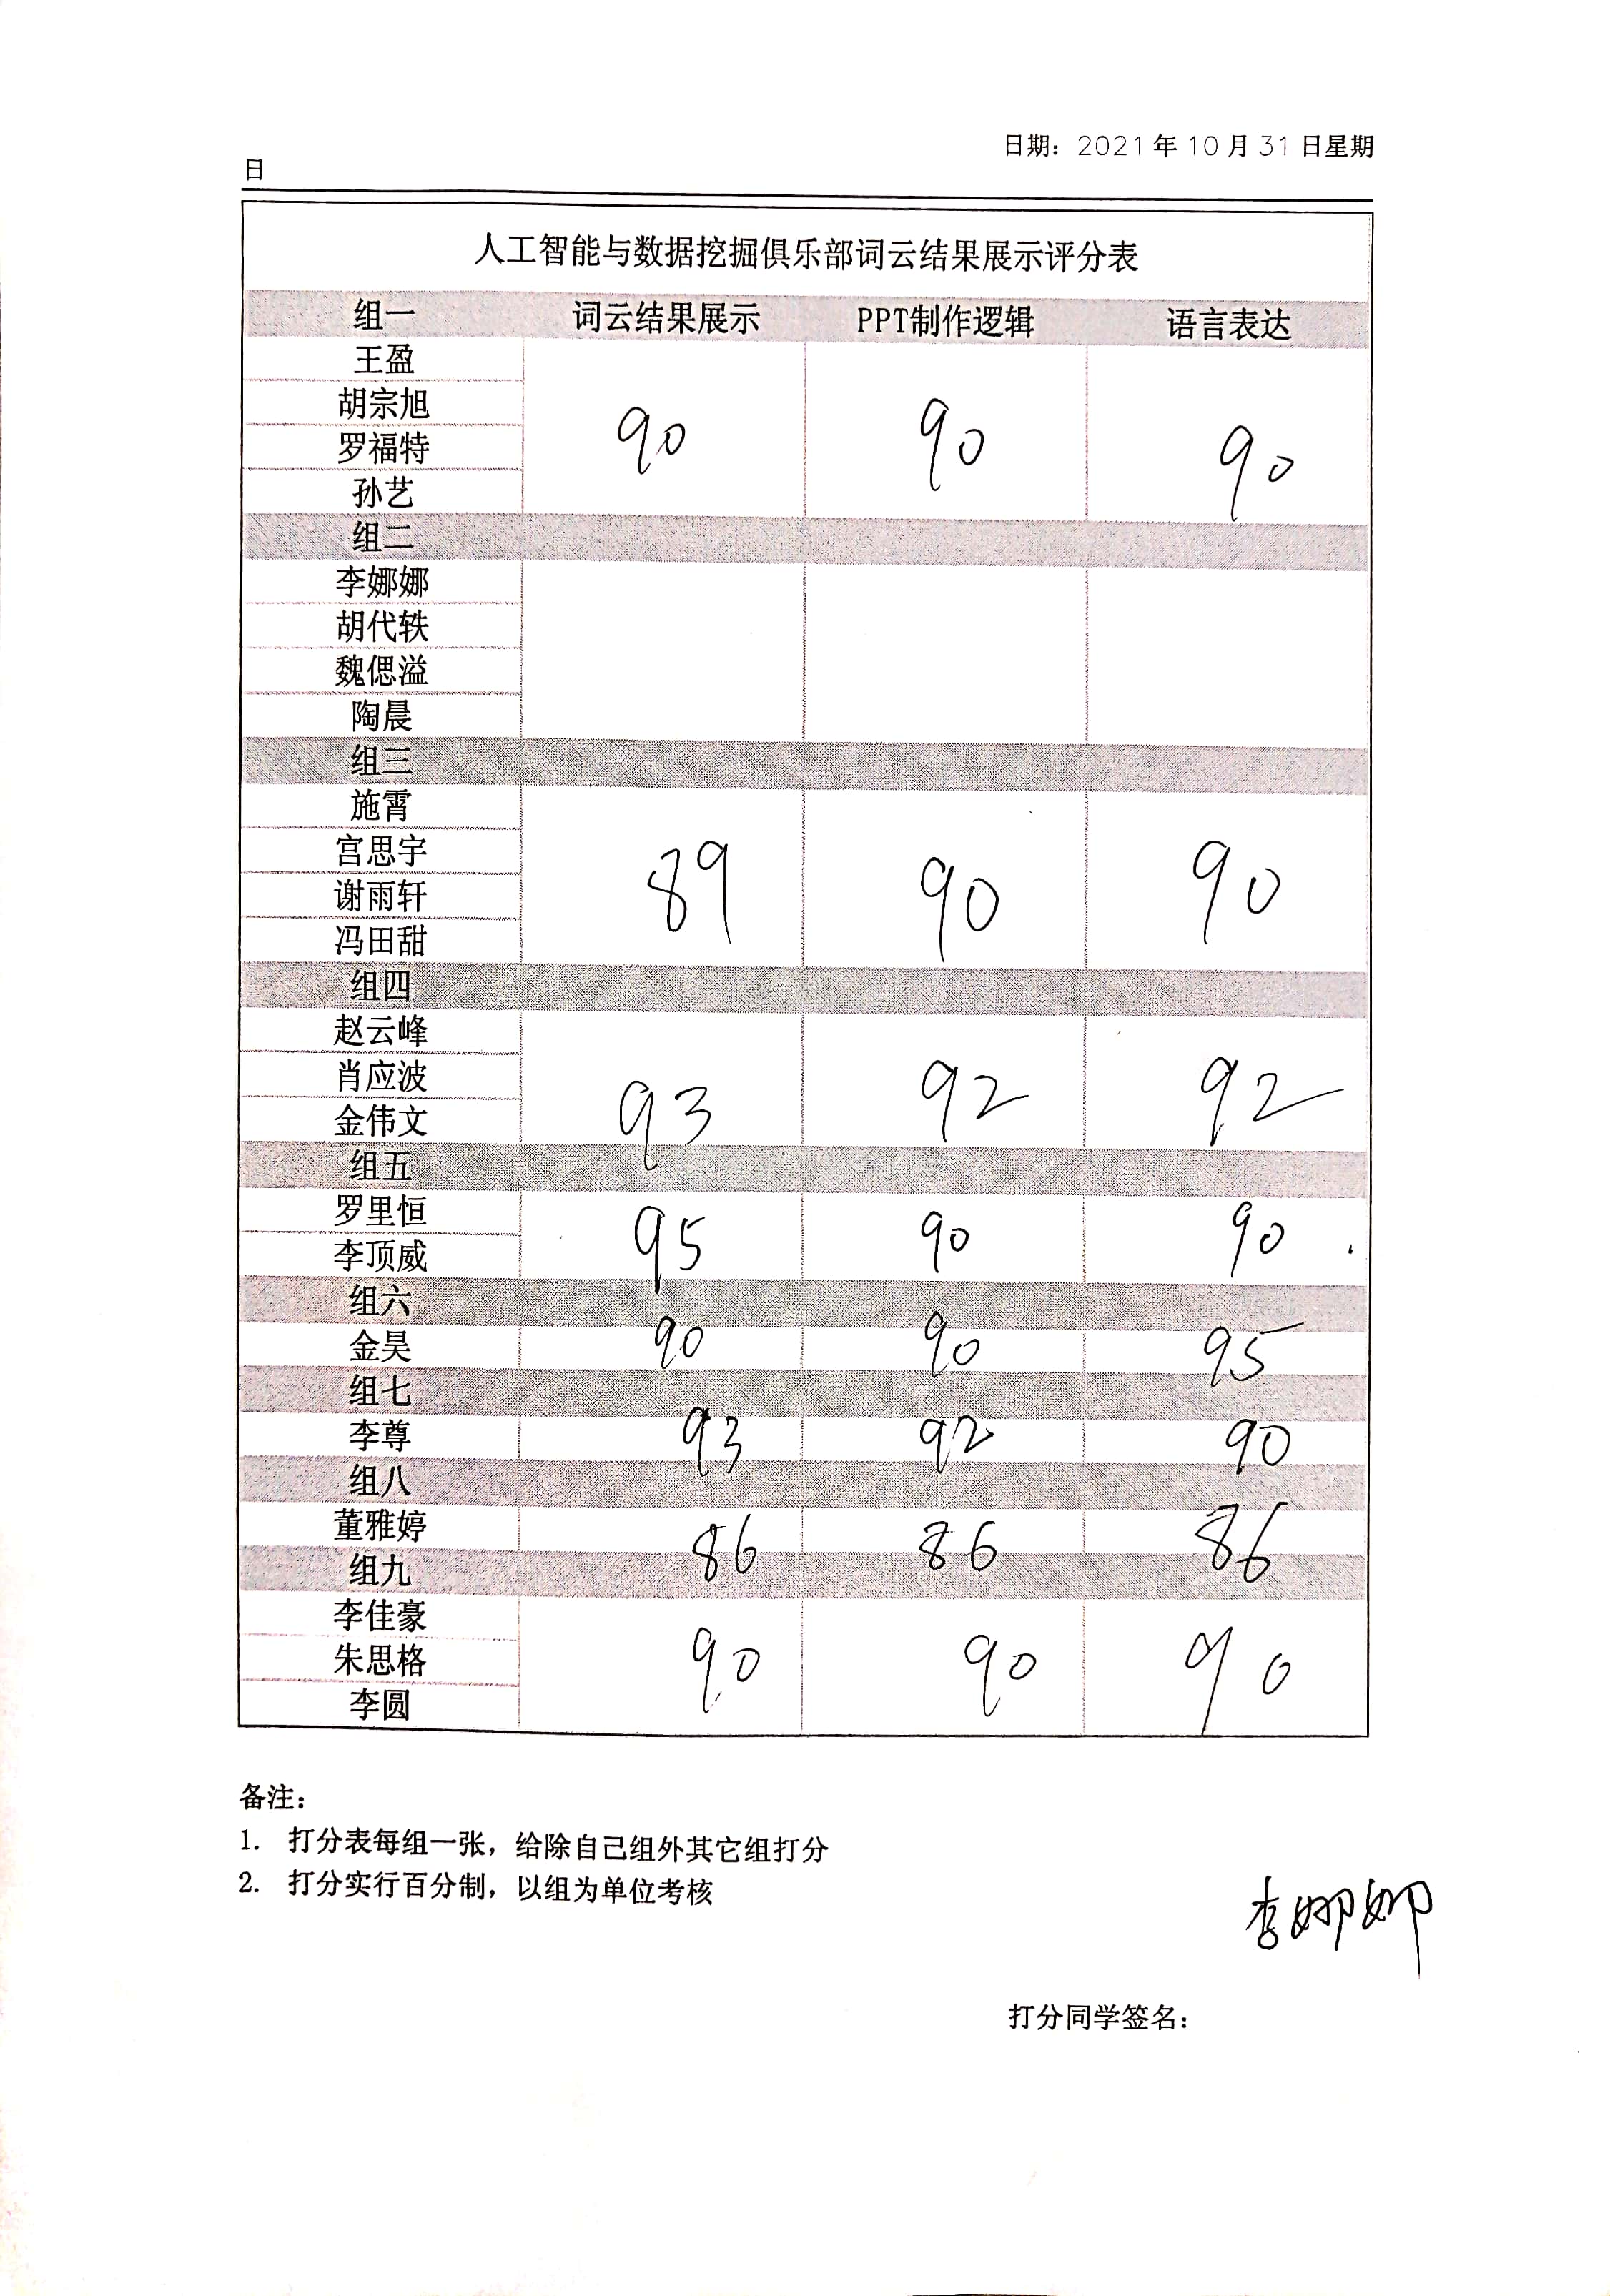 日期：2021年10月31日星期
日
人工智能与数据挖掘俱乐部词云结果展示评分表
组一 词云结果展示 PPT制作逻辑 语言表达
王盈
胡宗旭
罗福特
孙艺
90 90 90
组二
李娜娜
胡代轶
魏偲溢
陶晨
组三
施霄
宫思宇
谢雨轩
冯田甜
89 90 90
组四
赵云峰
肖应波
金伟文
93 92 92
组五
罗里恒
李顶威
95 90 90
组六
金昊 90 90 95
组七
李尊 93 92 90
组八
董雅婷 86 86 86
组九
李佳豪
朱思格
李圆
90 90 90
备注：
1. 打分表每组一张，给除自己组外其它组打分
2. 打分实行百分制，以组为单位考核
李娜娜
打分同学签名：